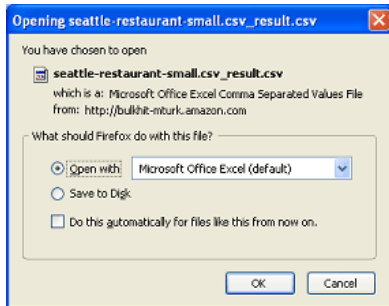 Opening seattle-restaurant-small.csv_result.csv
You have chosen to open
seattle-restaurant-small.csv_result.csv
which is a: Microsoft Office Excel Comma Separated Values File
from: http://bulkhit-mturk.amazon.com
What should Firefox do with this file?
Open with Microsoft Office Excel (default)
Save to Disk
Do this automatically for files like this from now on.
OK Cancel